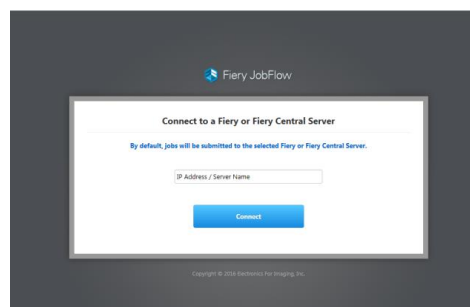 Fiery JobFlow
Connect to a Fiery or Fiery Central Server
By default, jobs will be submitted to the selected Fiery or Fiery Central Server.
IP Address / Server Name
Connect
Copyright © 2016 Electronics For Imaging, Inc.